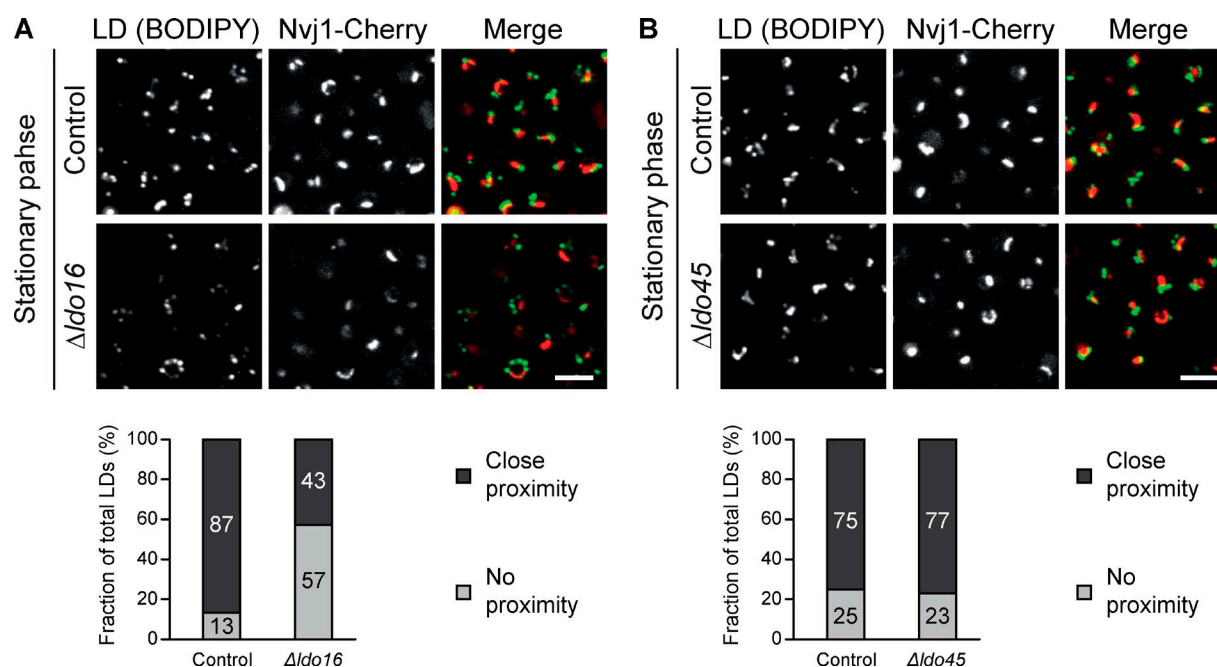 A
LD (BODIPY) Nvj1-Cherry Merge
Stationary pahse
Control
Δldo16
Fraction of total LDs (%)
100
80
60
40
20
0
87
13
43
57
Control Δldo16
Close
proximity
No
proximity
B
LD (BODIPY) Nvj1-Cherry Merge
Stationary phase
Control
Δldo45
Fraction of total LDs (%)
100
80
60
40
20
0
75
25
77
23
Control Δldo45
Close
proximity
No
proximity